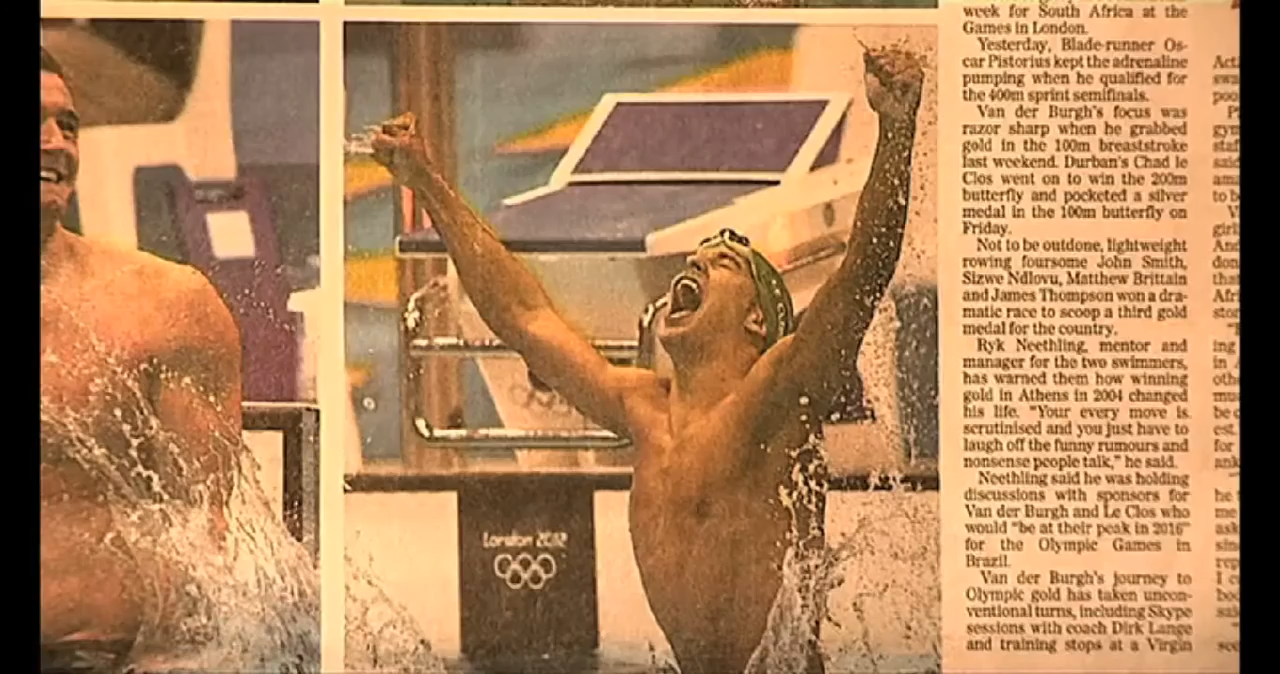 London 2012
week for South Africa at the
Games in London.
Yesterday, Blade-runner Os-
car Pistorius kept the adrenaline
pumping when he qualified for
the 400m sprint semifinals.
Van der Burgh's focus was
razor sharp when he grabbed
gold in the 100m breaststroke
last weekend. Durban's Chad le
Clos went on to win the 200m
butterfly and pocketed a silver
medal in the 100m butterfly on
Friday.
Not to be outdone, lightweight
rowing foursome John Smith,
Sizwe Ndlovu, Matthew Brittain
and James Thompson won a dra-
matic race to scoop a third gold
medal for the country.
Ryk Neethling, mentor and
manager for the two swimmers,
has warned them how winning
gold in Athens in 2004 changed
his life. "Your every move is
scrutinised and you just have to
laugh off the funny rumours and
nonsense people talk," he said.
Neethling said he was holding
discussions with sponsors for
Van der Burgh and Le Clos who
would "be at their peak in 2016"
for the Olympic Games in
Brazil.
Van der Burgh's journey to
Olympic gold has taken uncon-
ventional turns, including Skype
sessions with coach Dirk Lange
and training stops at a Virgin